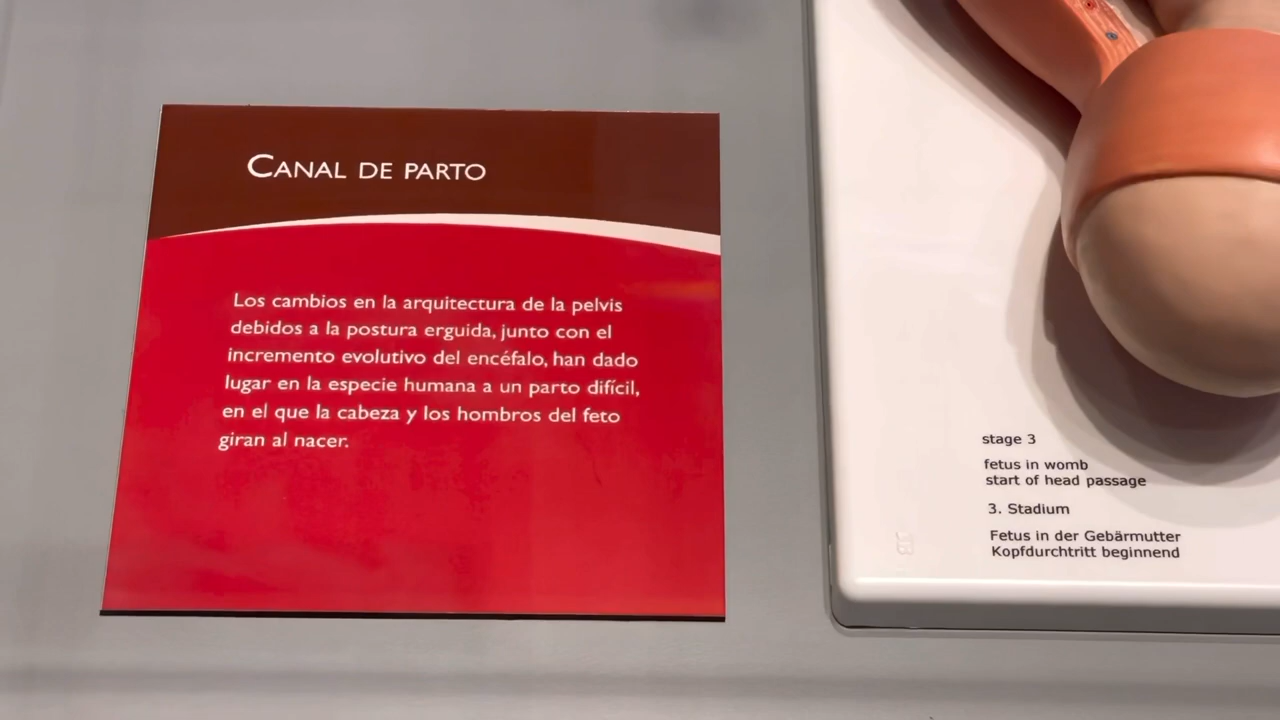 CANAL DE PARTO
Los cambios en la arquitectura de la pelvis
debidos a la postura erguida, junto con el
incremento evolutivo del encéfalo, han dado
lugar en la especie humana a un parto difícil,
en el que la cabeza y los hombros del feto
giran al nacer.
stage 3
fetus in womb
start of head passage
3. Stadium
Fetus in der Gebärmutter
Kopfdurchtritt beginnend